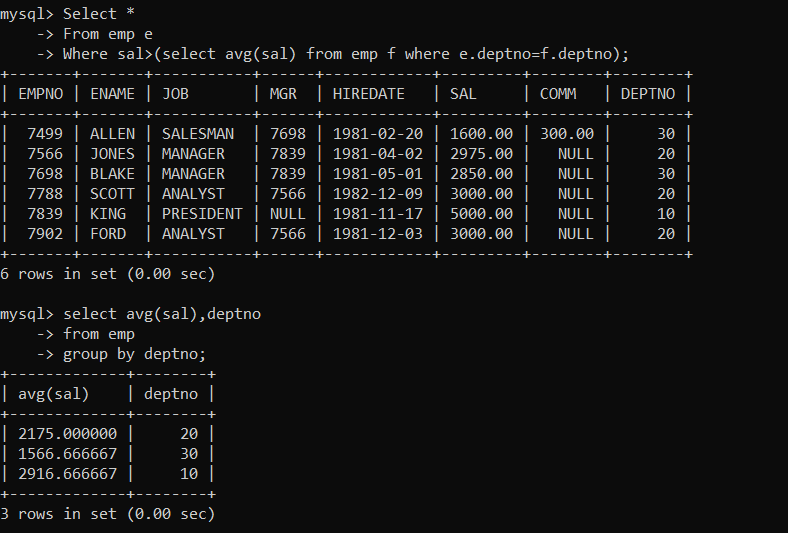 mysql> Select *
    -> From emp e
    -> Where sal>(select avg(sal) from emp f where e.deptno=f.deptno);
+-------+-------+-----------+------+------------+---------+--------+--------+
| EMPNO | ENAME | JOB       | MGR  | HIREDATE   | SAL     | COMM   | DEPTNO |
+-------+-------+-----------+------+------------+---------+--------+--------+
|  7499 | ALLEN | SALESMAN  | 7698 | 1981-02-20 | 1600.00 | 300.00 |     30 |
|  7566 | JONES | MANAGER   | 7839 | 1981-04-02 | 2975.00 |   NULL |     20 |
|  7698 | BLAKE | MANAGER   | 7839 | 1981-05-01 | 2850.00 |   NULL |     30 |
|  7788 | SCOTT | ANALYST   | 7566 | 1982-12-09 | 3000.00 |   NULL |     20 |
|  7839 | KING  | PRESIDENT | NULL | 1981-11-17 | 5000.00 |   NULL |     10 |
|  7902 | FORD  | ANALYST   | 7566 | 1981-12-03 | 3000.00 |   NULL |     20 |
+-------+-------+-----------+------+------------+---------+--------+--------+
6 rows in set (0.00 sec)

mysql> select avg(sal),deptno
    -> from emp
    -> group by deptno;
+-------------+--------+
| avg(sal)    | deptno |
+-------------+--------+
| 2175.000000 |     20 |
| 1566.666667 |     30 |
| 2916.666667 |     10 |
+-------------+--------+
3 rows in set (0.00 sec)